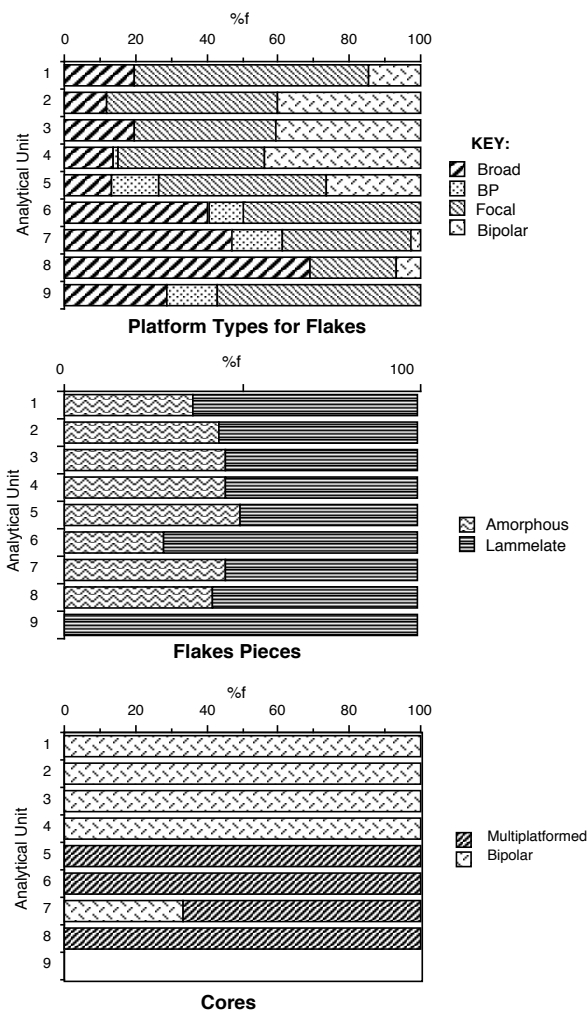 %f
0 20 40 60 80 100
Analytical Unit
1
2
3
4
5
6
7
8
9
KEY:
Broad
BP
Focal
Bipolar
Platform Types for Flakes
%f
0 100
Analytical Unit
1
2
3
4
5
6
7
8
9
Amorphous
Lammelate
Flakes Pieces
%f
0 20 40 60 80 100
Analytical Unit
1
2
3
4
5
6
7
8
9
Multiplatformed
Bipolar
Cores